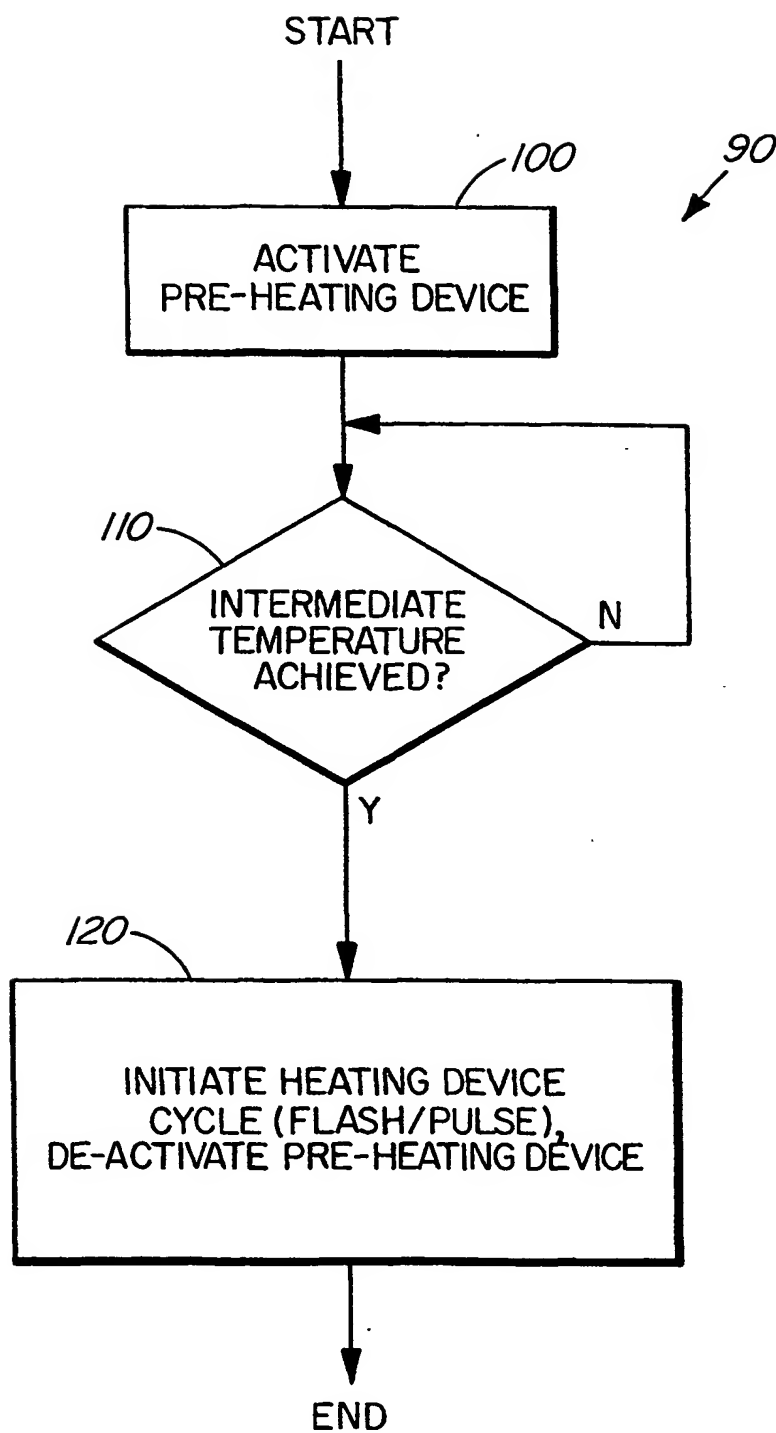 START
100
90
ACTIVATE
PRE-HEATING DEVICE
110
INTERMEDIATE
TEMPERATURE
ACHIEVED?
N
Y
120
INITIATE HEATING DEVICE
CYCLE (FLASH/PULSE),
DE-ACTIVATE PRE-HEATING DEVICE
END